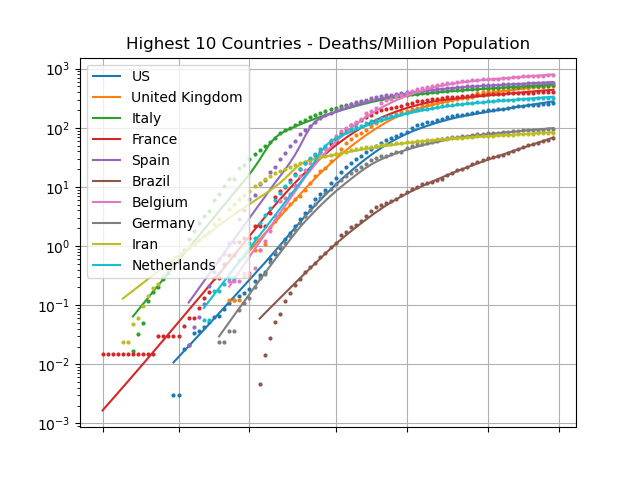 Highest 10 Countries - Deaths/Million Population
10³
10²
10¹
10⁰
10⁻¹
10⁻²
10⁻³
US
United Kingdom
Italy
France
Spain
Brazil
Belgium
Germany
Iran
Netherlands